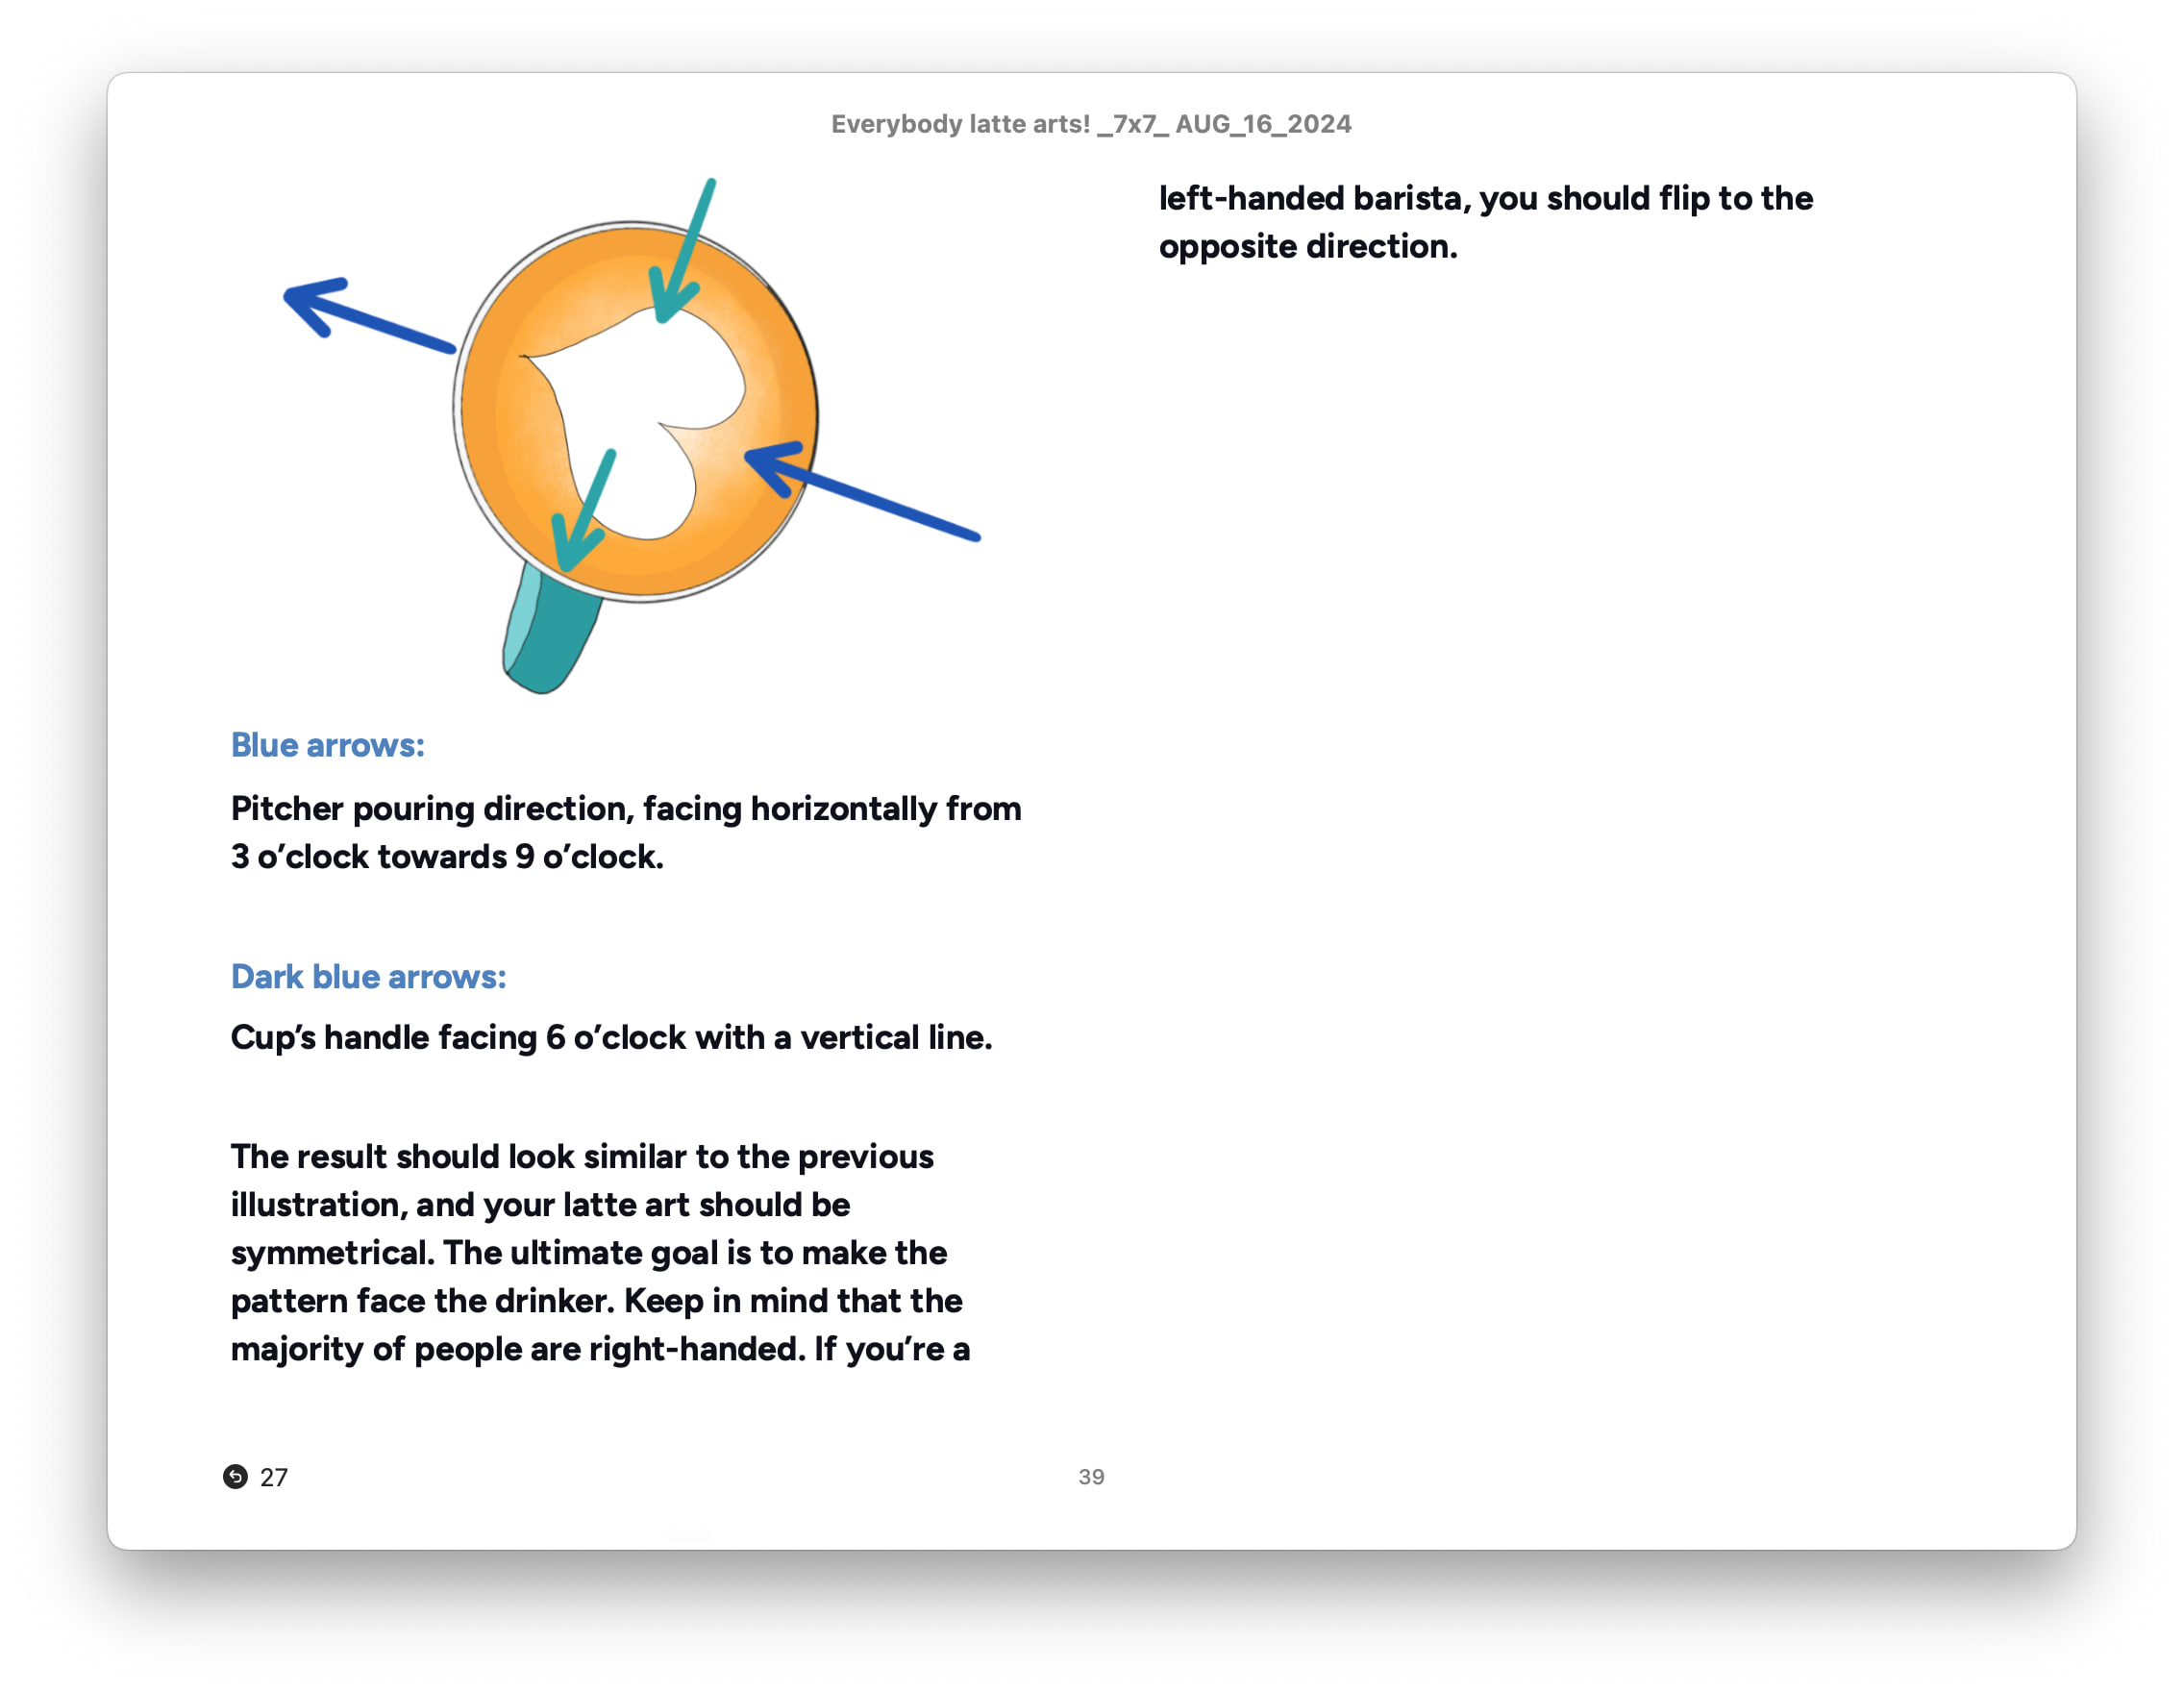 Everybody latte arts! _7x7_ AUG_16_2024
Blue arrows:
Pitcher pouring direction, facing horizontally from
3 o’clock towards 9 o’clock.
Dark blue arrows:
Cup’s handle facing 6 o’clock with a vertical line.
The result should look similar to the previous
illustration, and your latte art should be
symmetrical. The ultimate goal is to make the
pattern face the drinker. Keep in mind that the
majority of people are right-handed. If you’re a
left-handed barista, you should flip to the
opposite direction.
27
39